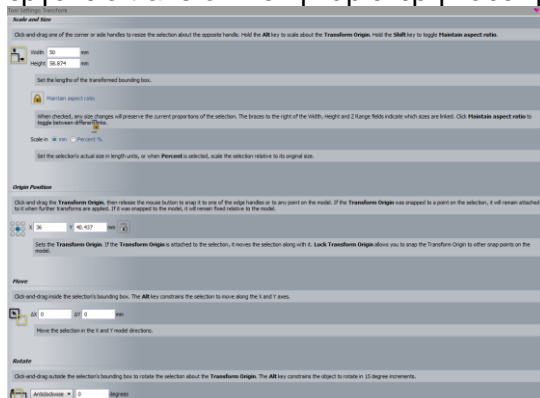 Tool Settings: Transform
Scale and Size
Click-and-drag one of the corner or side handles to resize the selection about the opposite handle. Hold the Alt key to scale about the Transform Origin. Hold the Shift key to toggle Maintain aspect ratio.
Width 50 mm
Height 58.874 mm
Set the lengths of the transformed bounding box.
Maintain aspect ratio
When checked, any size changes will preserve the current proportions of the selection. The braces to the right of the Width, Height and Z Range fields indicate which sizes are linked. Click Maintain aspect ratio to
toggle between different links.
Scale in mm Percent %
Set the selection's actual size in length units, or when Percent is selected, scale the selection relative to its original size.
Origin Position
Click-and-drag the Transform Origin, then release the mouse button to snap it to one of the edge handles or to any point on the model. If the Transform Origin was snapped to a point on the selection, it will remain attached
to it when further transforms are applied. If it was snapped to the model, it will remain fixed relative to the model.
X 36 Y 46.437 mm
Sets the Transform Origin. If the Transform Origin is attached to the selection, it moves the selection along with it. Lock Transform Origin allows you to snap the Transform Origin to other snap points on the
model.
Move
Click-and-drag inside the selection's bounding box. The Alt key constrains the selection to move along the X and Y axes.
ΔX 0 ΔY 0 mm
Move the selection in the X and Y model directions.
Rotate
Click-and-drag outside the selection's bounding box to rotate the selection about the Transform Origin. The Alt key constrains the object to rotate in 15 degree increments.
Anticlockwise 0 degrees